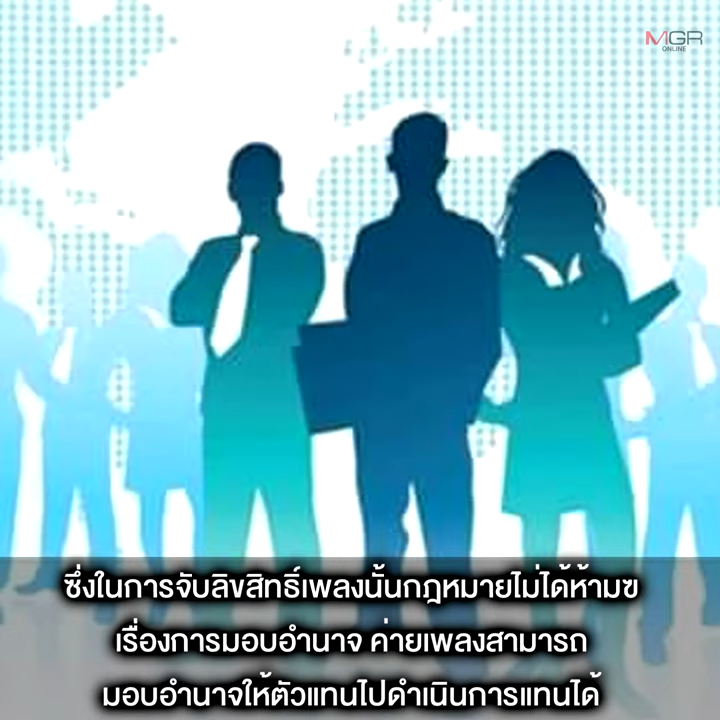 MGR
ONLINE
ซึ่งในการจับลิขสิทธิ์เพลงนั้นกฎหมายไม่ได้ห้ามฃ
เรื่องการมอบอำนาจ ค่ายเพลงสามารถ
มอบอำนาจให้ตัวแทนไปดำเนินการแทนได้